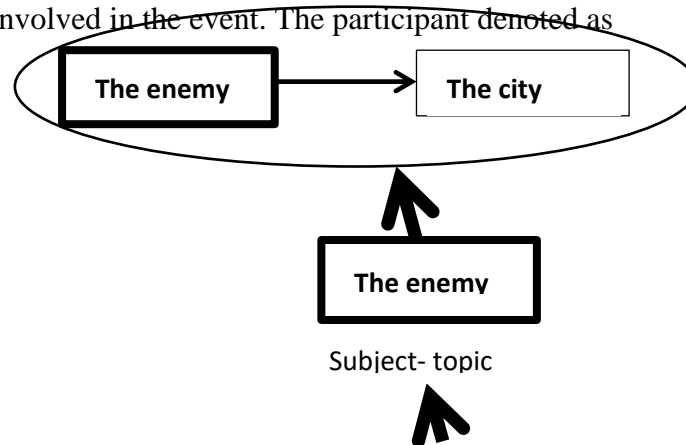 nvolved in the event. The participant denoted as
The enemy
The city
The enemy
Subject- topic